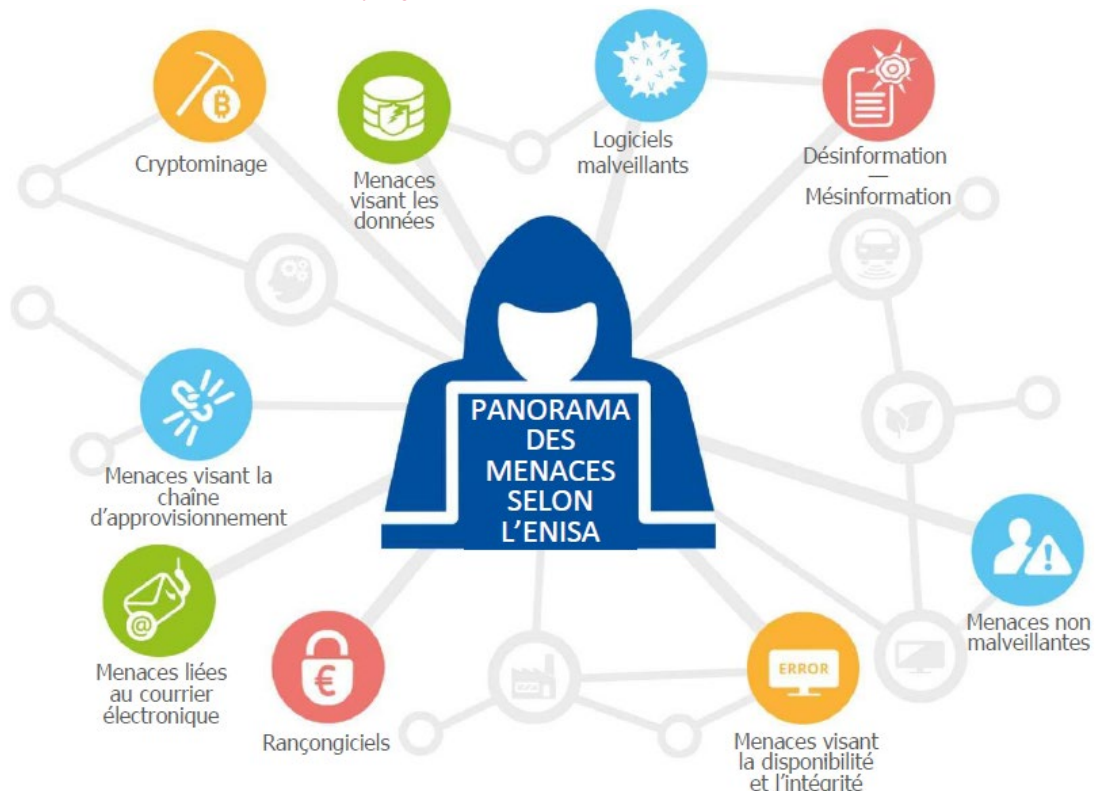 Cryptominage
Menaces
visant les
données
Logiciels
malveillants
Désinformation
—
Mésinformation
PANORAMA
DES
MENACES
SELON
L'ENISA
Menaces visant la
chaîne
d'approvisionnement
@
Menaces liées
au courrier
électronique
€
Rançongiciels
ERROR
Menaces visant
la disponibilité
et l'intégrité
Menaces non
malveillantes